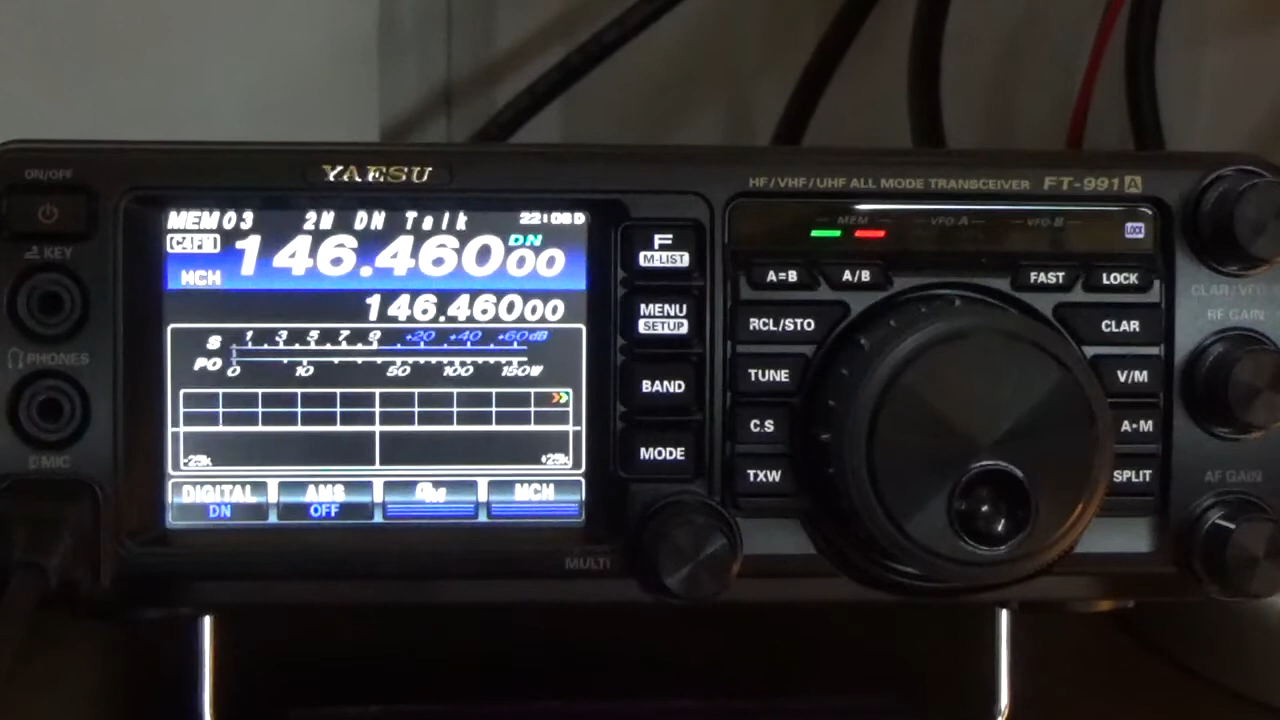 YAESU
HF/VHF/UHF ALL MODE TRANSCEIVER FT-991A
ON/OFF
KEY
PHONES
MIC
MEM03 2M DN Talk 22:08D
C4FM 146.46000 DN
MCH
146.46000
S 1 3 5 7 9 +20 +40 +60dB
PO 0 10 50 100 150W
-25k +25k
DIGITAL AMS GM MCH
DN OFF
F
M-LIST
MENU
SETUP
BAND
MODE
MULTI
MEM VFO-A VFO-B LOCK
A=B A/B FAST LOCK
RCL/STO CLAR
TUNE V/M
C.S A▸M
TXW SPLIT
CLAR/VFO
RF GAIN
AF GAIN